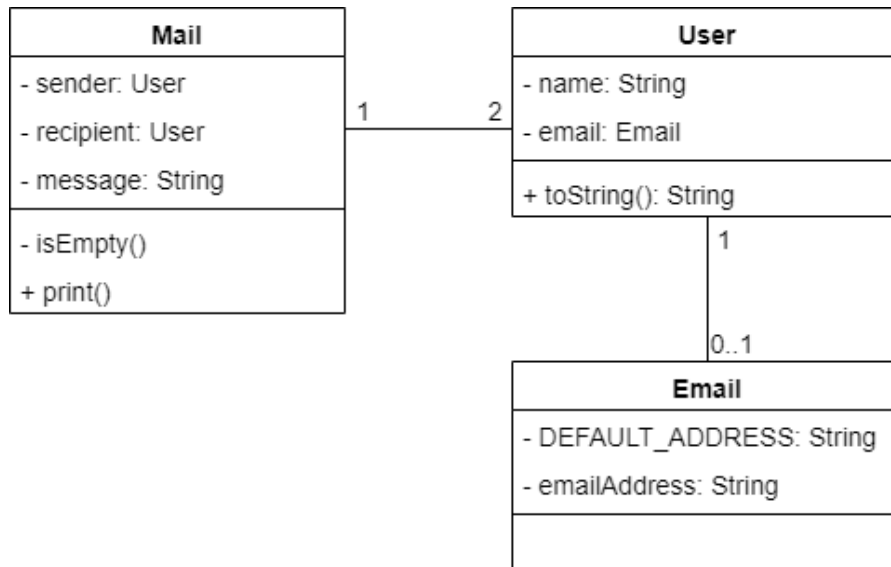 Mail
- sender: User
- recipient: User
- message: String
- isEmpty()
+ print()
1
2
User
- name: String
- email: Email
+ toString(): String
1
0..1
Email
- DEFAULT_ADDRESS: String
- emailAddress: String